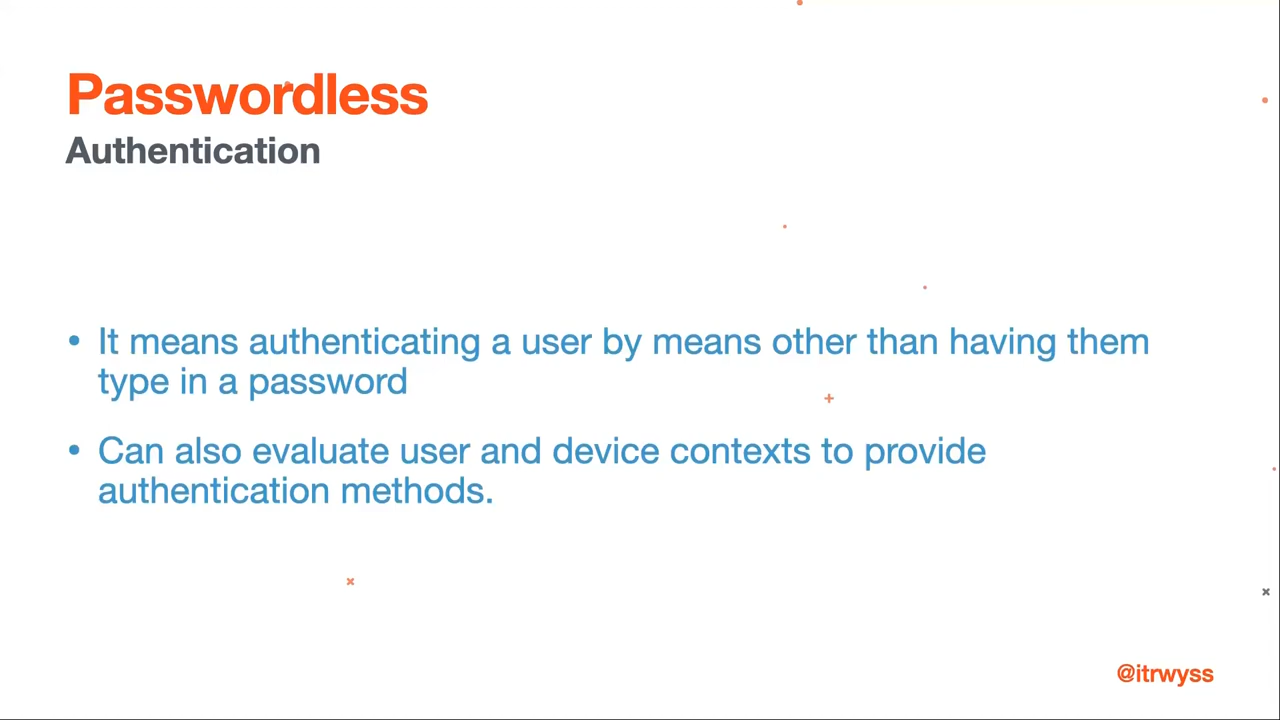 Passwordless
Authentication
• It means authenticating a user by means other than having them
type in a password
• Can also evaluate user and device contexts to provide
authentication methods.
@itrwyss